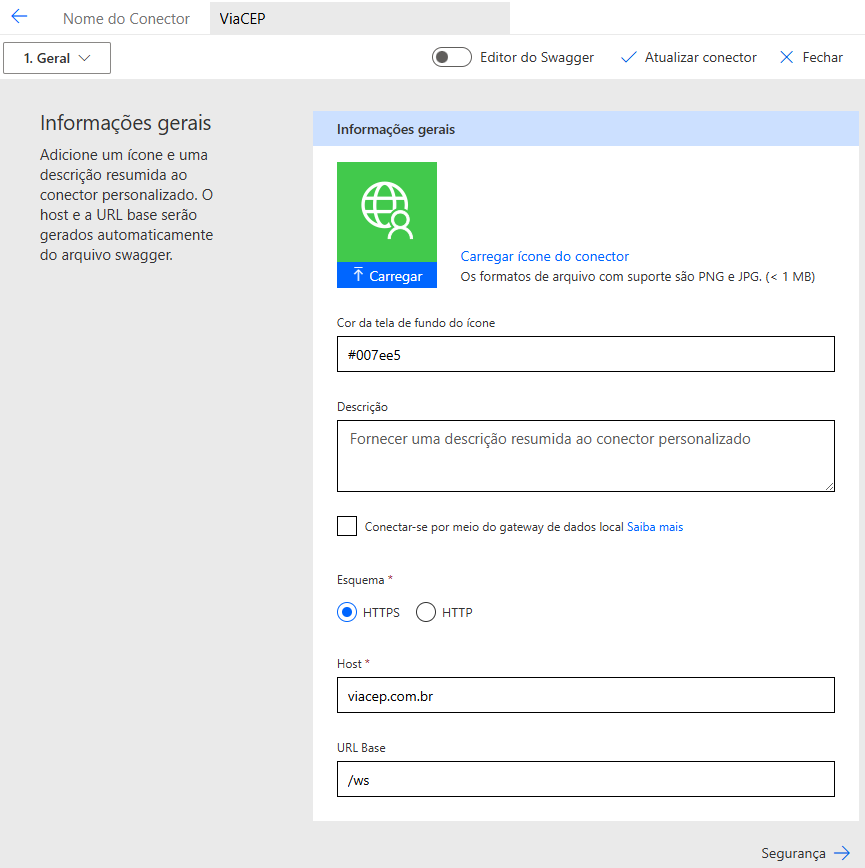 Nome do Conector
ViaCEP
1. Geral
Editor do Swagger
Atualizar conector
Fechar
Informações gerais
Adicione um ícone e uma
descrição resumida ao
conector personalizado. O
host e a URL base serão
gerados automaticamente
do arquivo swagger.
Informações gerais
Carregar
Carregar ícone do conector
Os formatos de arquivo com suporte são PNG e JPG. (< 1 MB)
Cor da tela de fundo do ícone
#007ee5
Descrição
Fornecer uma descrição resumida ao conector personalizado
Conectar-se por meio do gateway de dados local Saiba mais
Esquema *
HTTPS
HTTP
Host *
viacep.com.br
URL Base
/ws
Segurança